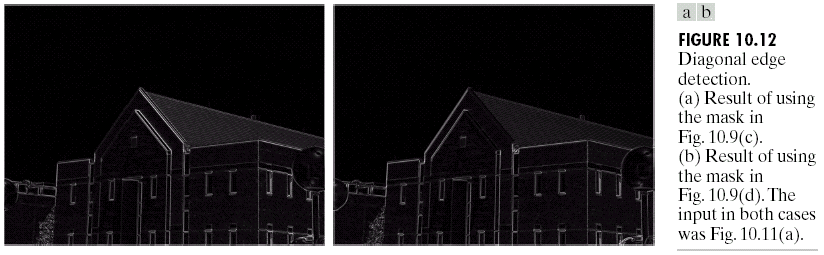 a b
FIGURE 10.12
Diagonal edge
detection.
(a) Result of using
the mask in
Fig. 10.9(c).
(b) Result of using
the mask in
Fig. 10.9(d). The
input in both cases
was Fig. 10.11(a).